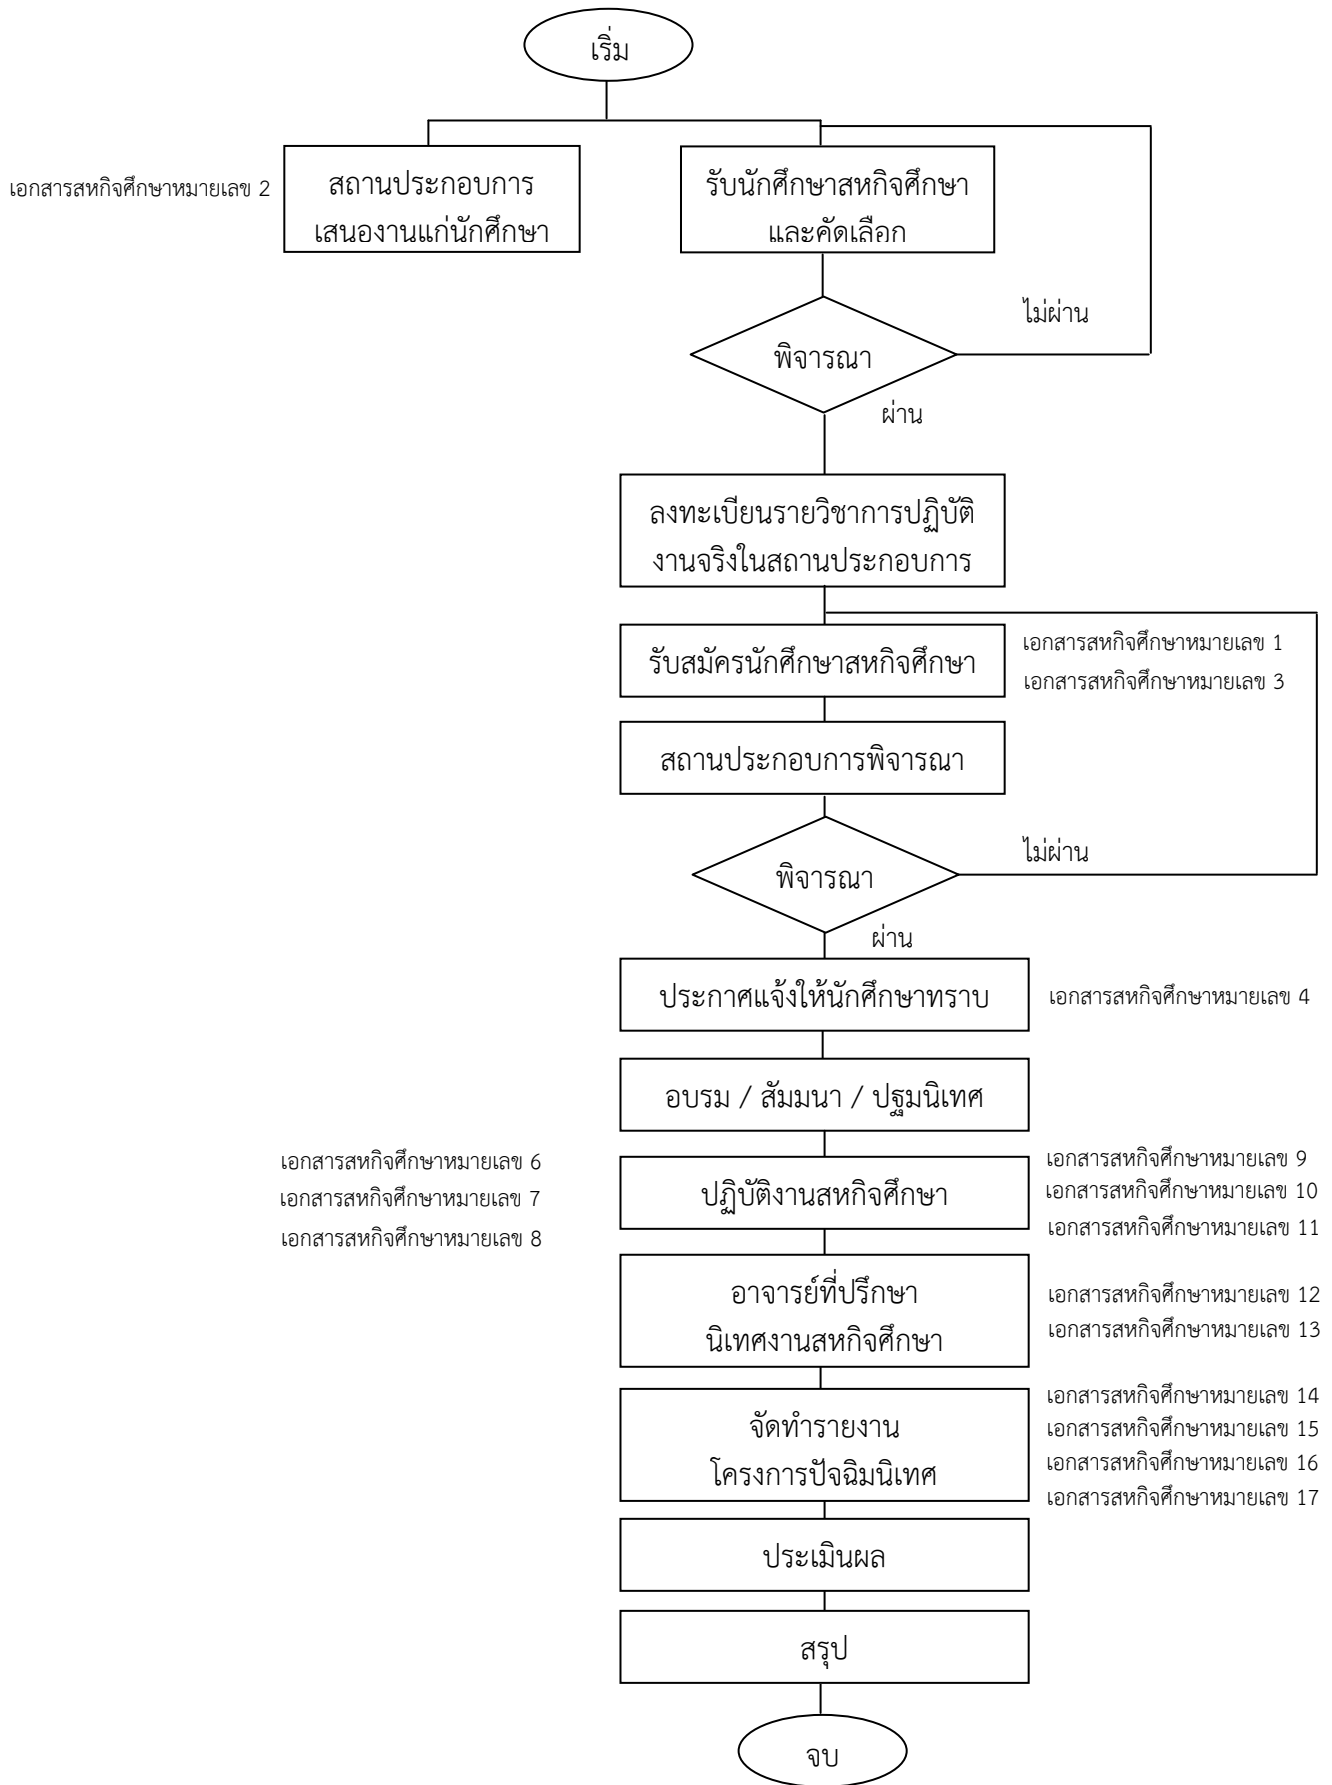 เริ่ม
เอกสารสหกิจศึกษาหมายเลข 2
สถานประกอบการ
เสนองานแก่นักศึกษา
รับนักศึกษาสหกิจศึกษา
และคัดเลือก
ไม่ผ่าน
พิจารณา
ผ่าน
ลงทะเบียนรายวิชาการปฏิบัติ
งานจริงในสถานประกอบการ
รับสมัครนักศึกษาสหกิจศึกษา
เอกสารสหกิจศึกษาหมายเลข 1
เอกสารสหกิจศึกษาหมายเลข 3
สถานประกอบการพิจารณา
ไม่ผ่าน
พิจารณา
ผ่าน
ประกาศแจ้งให้นักศึกษาทราบ
เอกสารสหกิจศึกษาหมายเลข 4
อบรม / สัมมนา / ปฐมนิเทศ
เอกสารสหกิจศึกษาหมายเลข 6
เอกสารสหกิจศึกษาหมายเลข 7
เอกสารสหกิจศึกษาหมายเลข 8
ปฏิบัติงานสหกิจศึกษา
เอกสารสหกิจศึกษาหมายเลข 9
เอกสารสหกิจศึกษาหมายเลข 10
เอกสารสหกิจศึกษาหมายเลข 11
อาจารย์ที่ปรึกษา
นิเทศงานสหกิจศึกษา
เอกสารสหกิจศึกษาหมายเลข 12
เอกสารสหกิจศึกษาหมายเลข 13
จัดทำรายงาน
โครงการปัจฉิมนิเทศ
เอกสารสหกิจศึกษาหมายเลข 14
เอกสารสหกิจศึกษาหมายเลข 15
เอกสารสหกิจศึกษาหมายเลข 16
เอกสารสหกิจศึกษาหมายเลข 17
ประเมินผล
สรุป
จบ